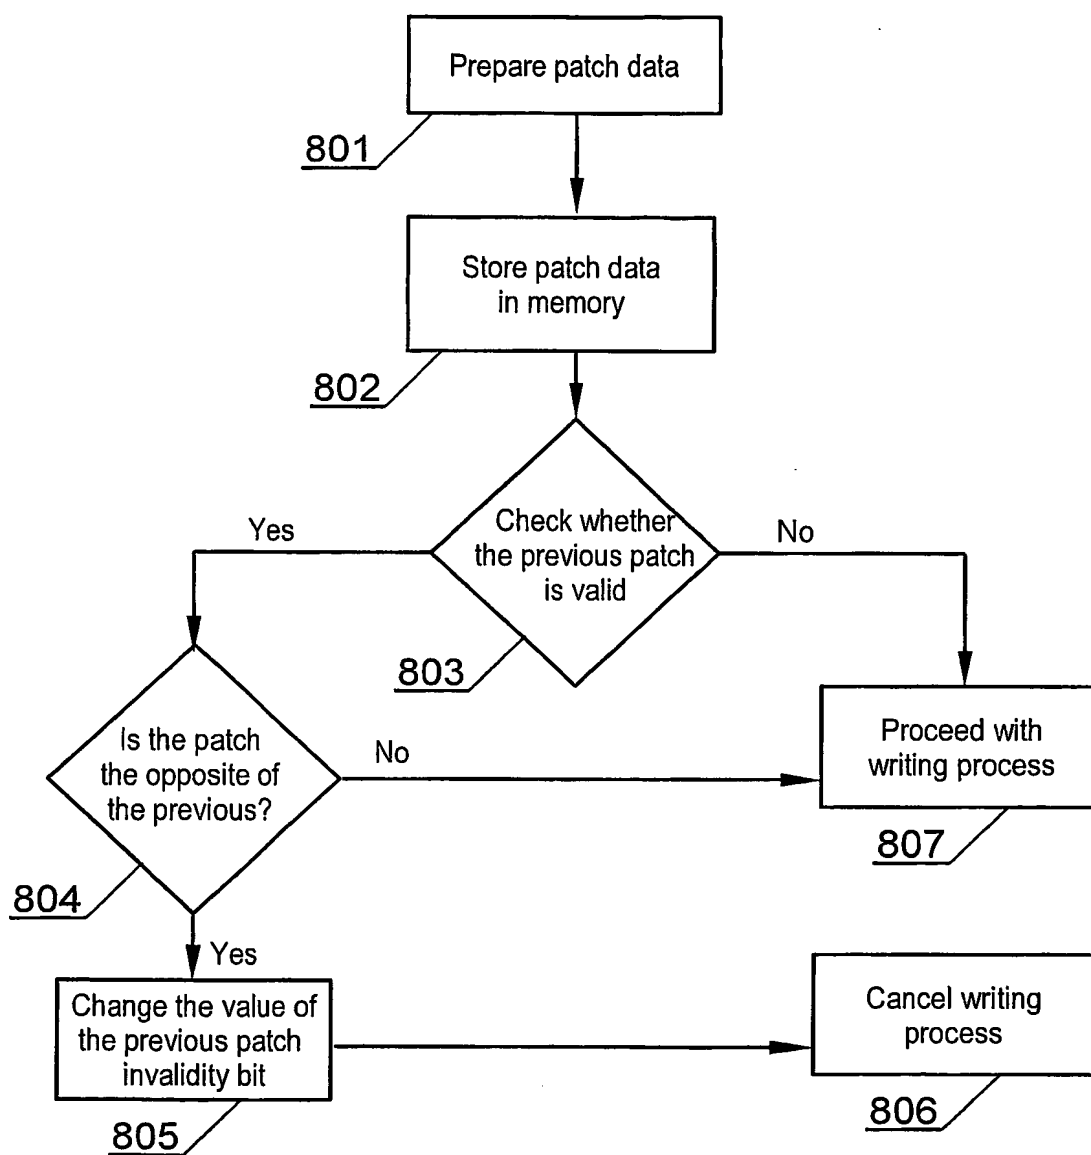 Prepare patch data
801
Store patch data
in memory
802
Check whether
the previous patch
is valid
Yes
No
803
Is the patch
the opposite of
the previous?
No
Proceed with
writing process
807
804
Yes
Change the value of
the previous patch
invalidity bit
Cancel writing
process
806
805